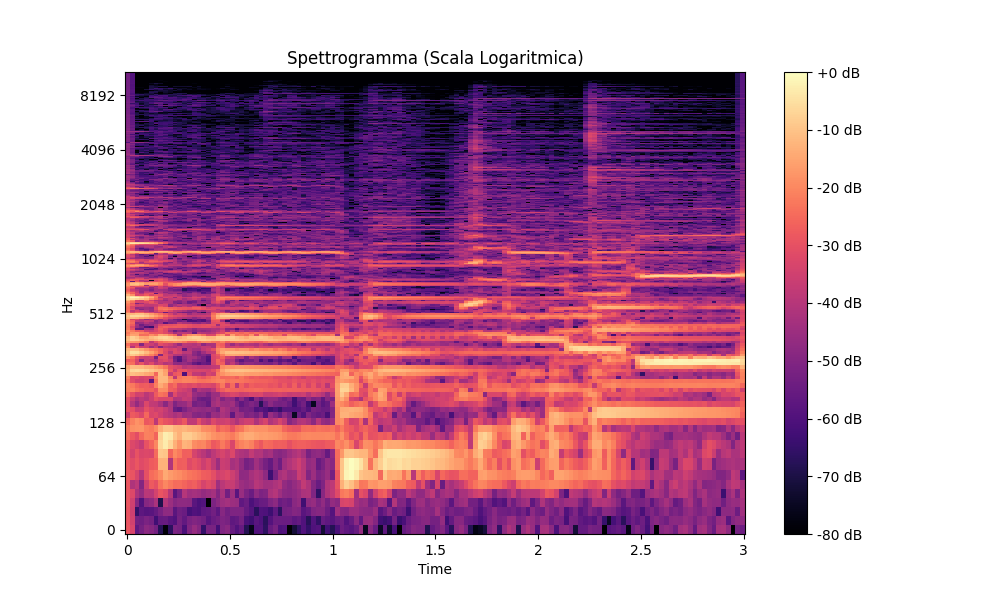 Spettrogramma (Scala Logaritmica)
Hz
8192
4096
2048
1024
512
256
128
64
0
0
0.5
1
1.5
2
2.5
3
Time
+0 dB
-10 dB
-20 dB
-30 dB
-40 dB
-50 dB
-60 dB
-70 dB
-80 dB